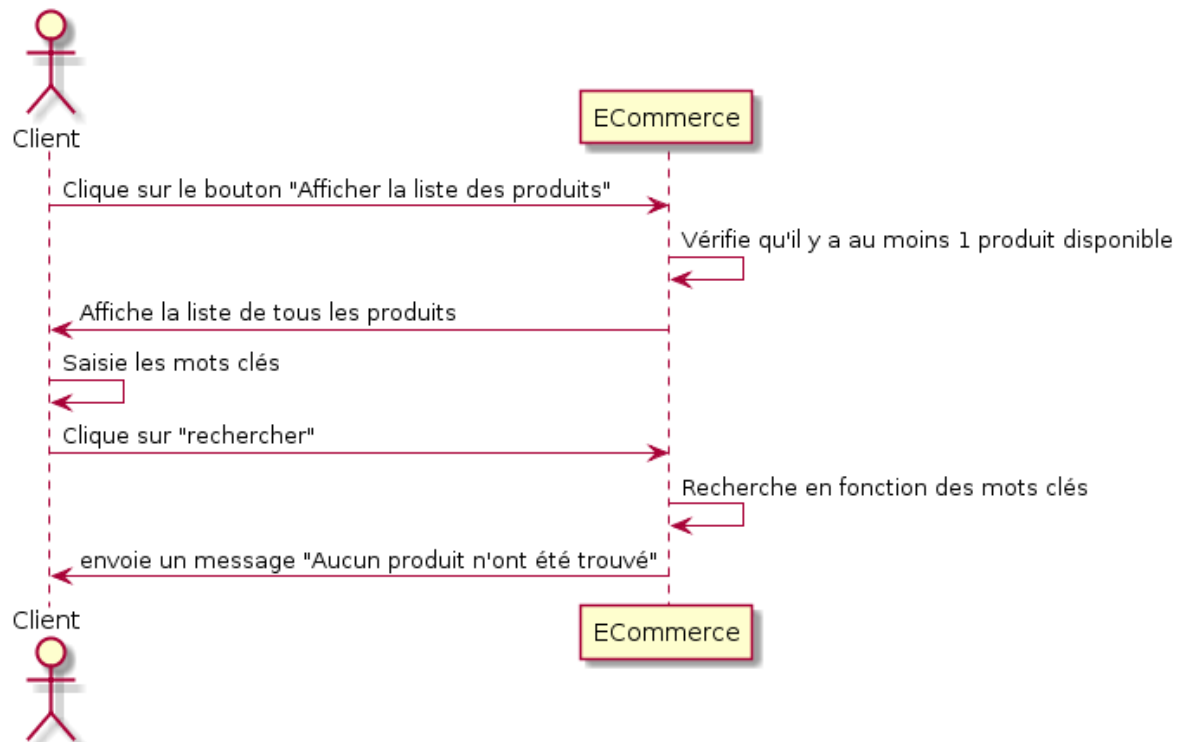 Client
ECommerce
Clique sur le bouton "Afficher la liste des produits"
Vérifie qu'il y a au moins 1 produit disponible
Affiche la liste de tous les produits
Saisie les mots clés
Clique sur "rechercher"
Recherche en fonction des mots clés
envoie un message "Aucun produit n'ont été trouvé"
Client
ECommerce